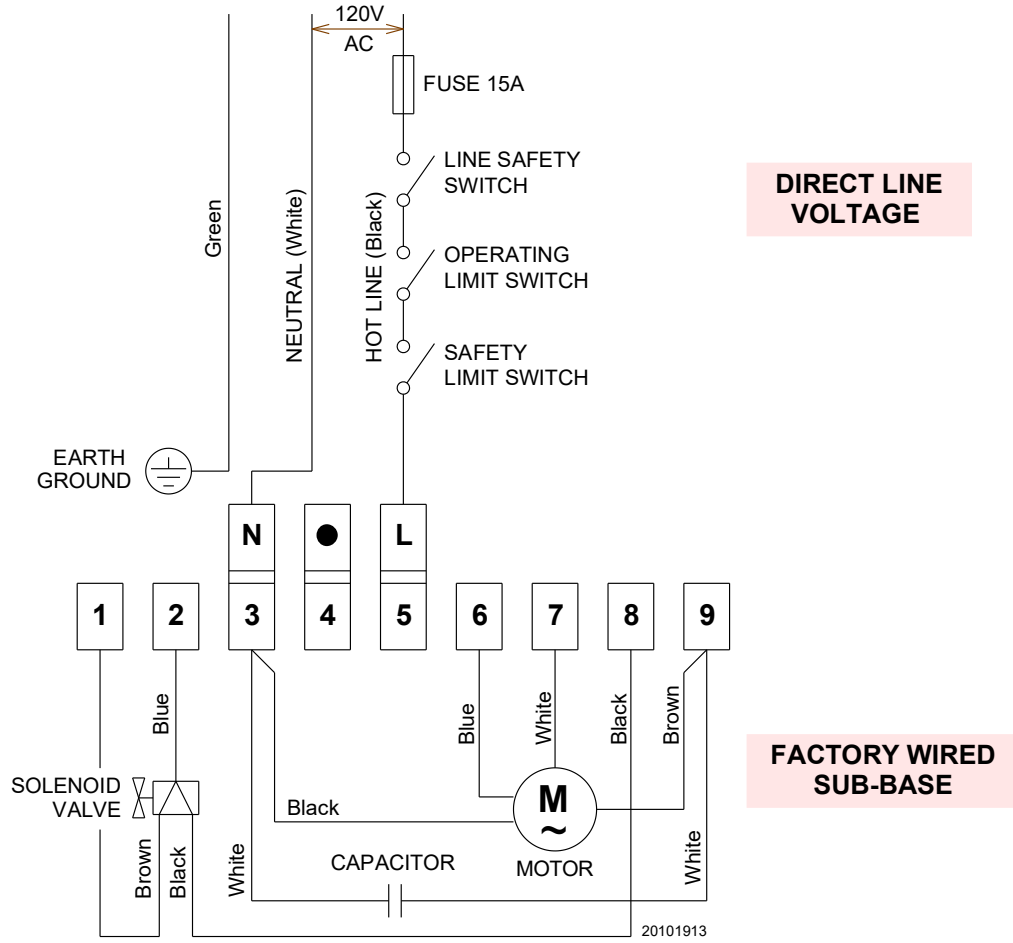 120V
AC
FUSE 15A
LINE SAFETY
SWITCH
DIRECT LINE
VOLTAGE
Green
NEUTRAL (White)
HOT LINE (Black)
OPERATING
LIMIT SWITCH
SAFETY
LIMIT SWITCH
EARTH
GROUND
N
L
1
2
3
4
5
6
7
8
9
Blue
Blue
White
Black
Brown
SOLENOID
VALVE
FACTORY WIRED
SUB-BASE
M
~
Black
Brown
Black
White
CAPACITOR
MOTOR
White
20101913